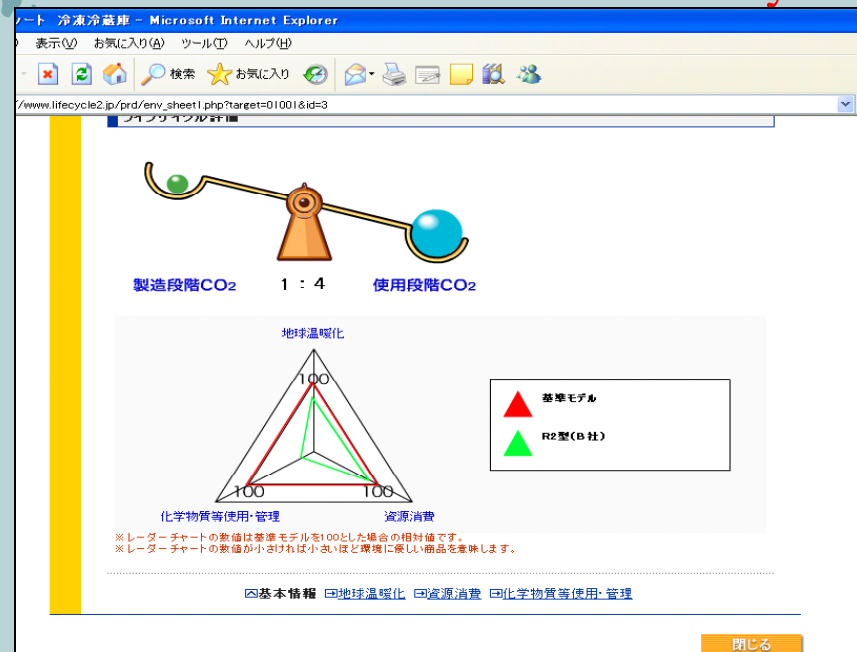 ート 冷凍冷蔵庫 - Microsoft Internet Explorer
) 表示(V) お気に入り(A) ツール(T) ヘルプ(H)
検索 お気に入り
//www.lifecycle2.jp/prd/env_sheet1.php?target=01001&id=3
ライフサイクル評価
製造段階CO2 1 : 4 使用段階CO2
地球温暖化
100
100 100
化学物質等使用・管理 資源消費
基準モデル
R2型(B社)
※レーダーチャートの数値は基準モデルを100とした場合の相対値です。
※レーダーチャートの数値が小さければ小さいほど環境に優しい商品を意味します。
基本情報 地球温暖化 資源消費 化学物質等使用・管理
閉じる